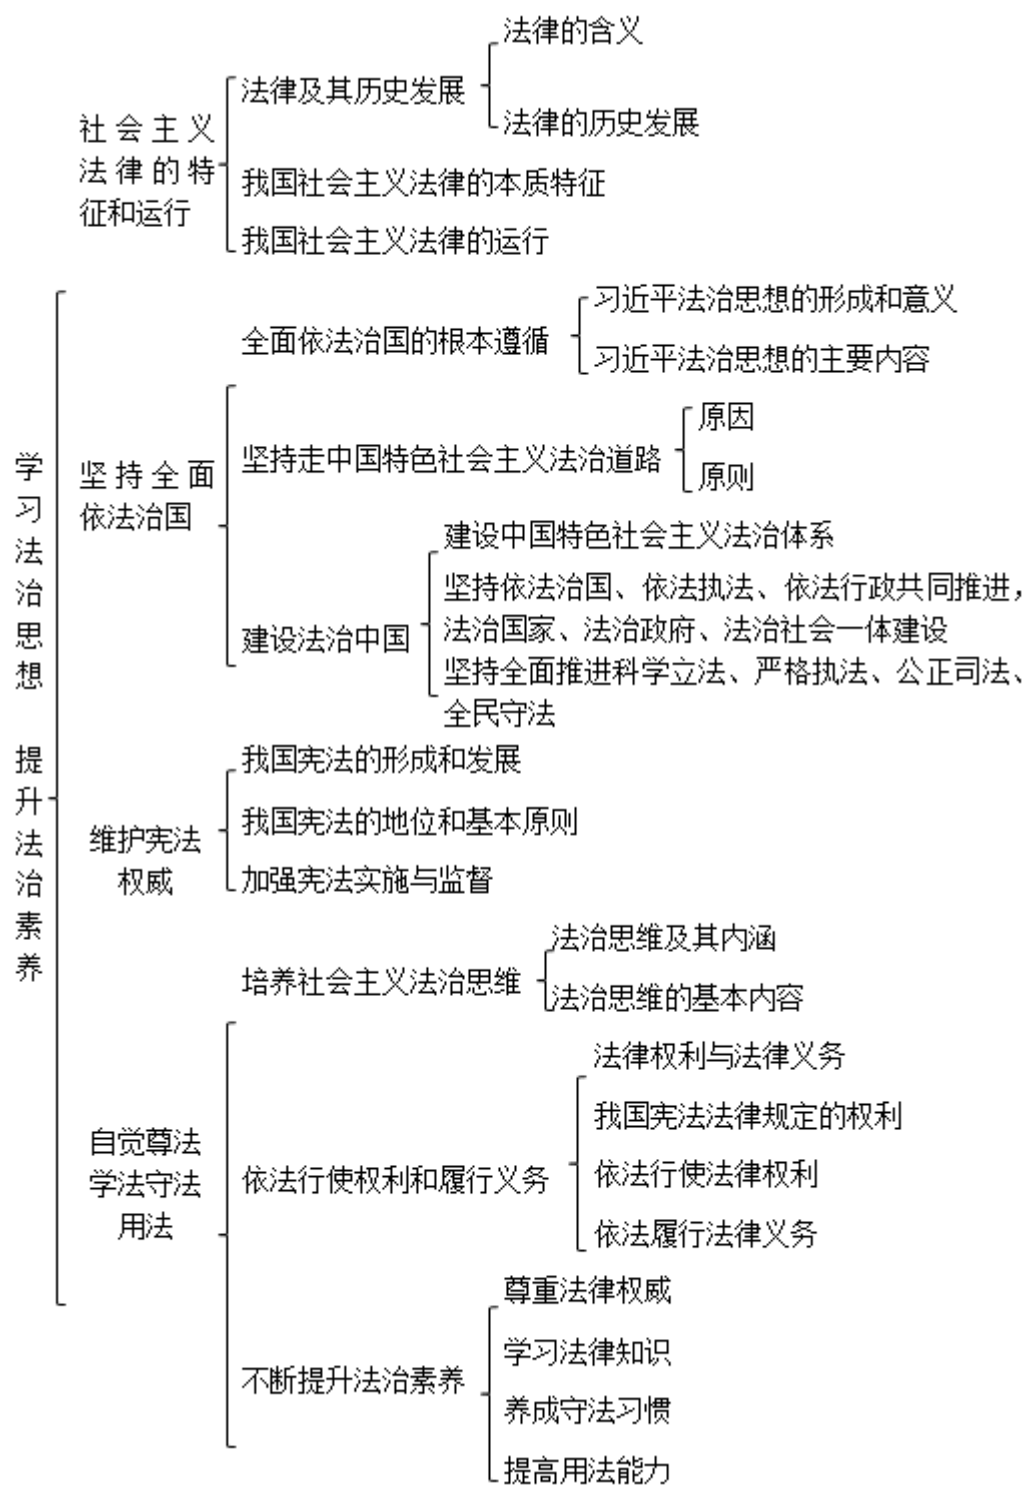 学习法治思想 提升法治素养
社会主义
法律的特
征和运行
法律及其历史发展
法律的含义
法律的历史发展
我国社会主义法律的本质特征
我国社会主义法律的运行
坚持全面
依法治国
全面依法治国的根本遵循
习近平法治思想的形成和意义
习近平法治思想的主要内容
坚持走中国特色社会主义法治道路
原因
原则
建设法治中国
建设中国特色社会主义法治体系
坚持依法治国、依法执法、依法行政共同推进，
法治国家、法治政府、法治社会一体建设
坚持全面推进科学立法、严格执法、公正司法、
全民守法
维护宪法
权威
我国宪法的形成和发展
我国宪法的地位和基本原则
加强宪法实施与监督
自觉尊法
学法守法
用法
培养社会主义法治思维
法治思维及其内涵
法治思维的基本内容
依法行使权利和履行义务
法律权利与法律义务
我国宪法法律规定的权利
依法行使法律权利
依法履行法律义务
不断提升法治素养
尊重法律权威
学习法律知识
养成守法习惯
提高用法能力